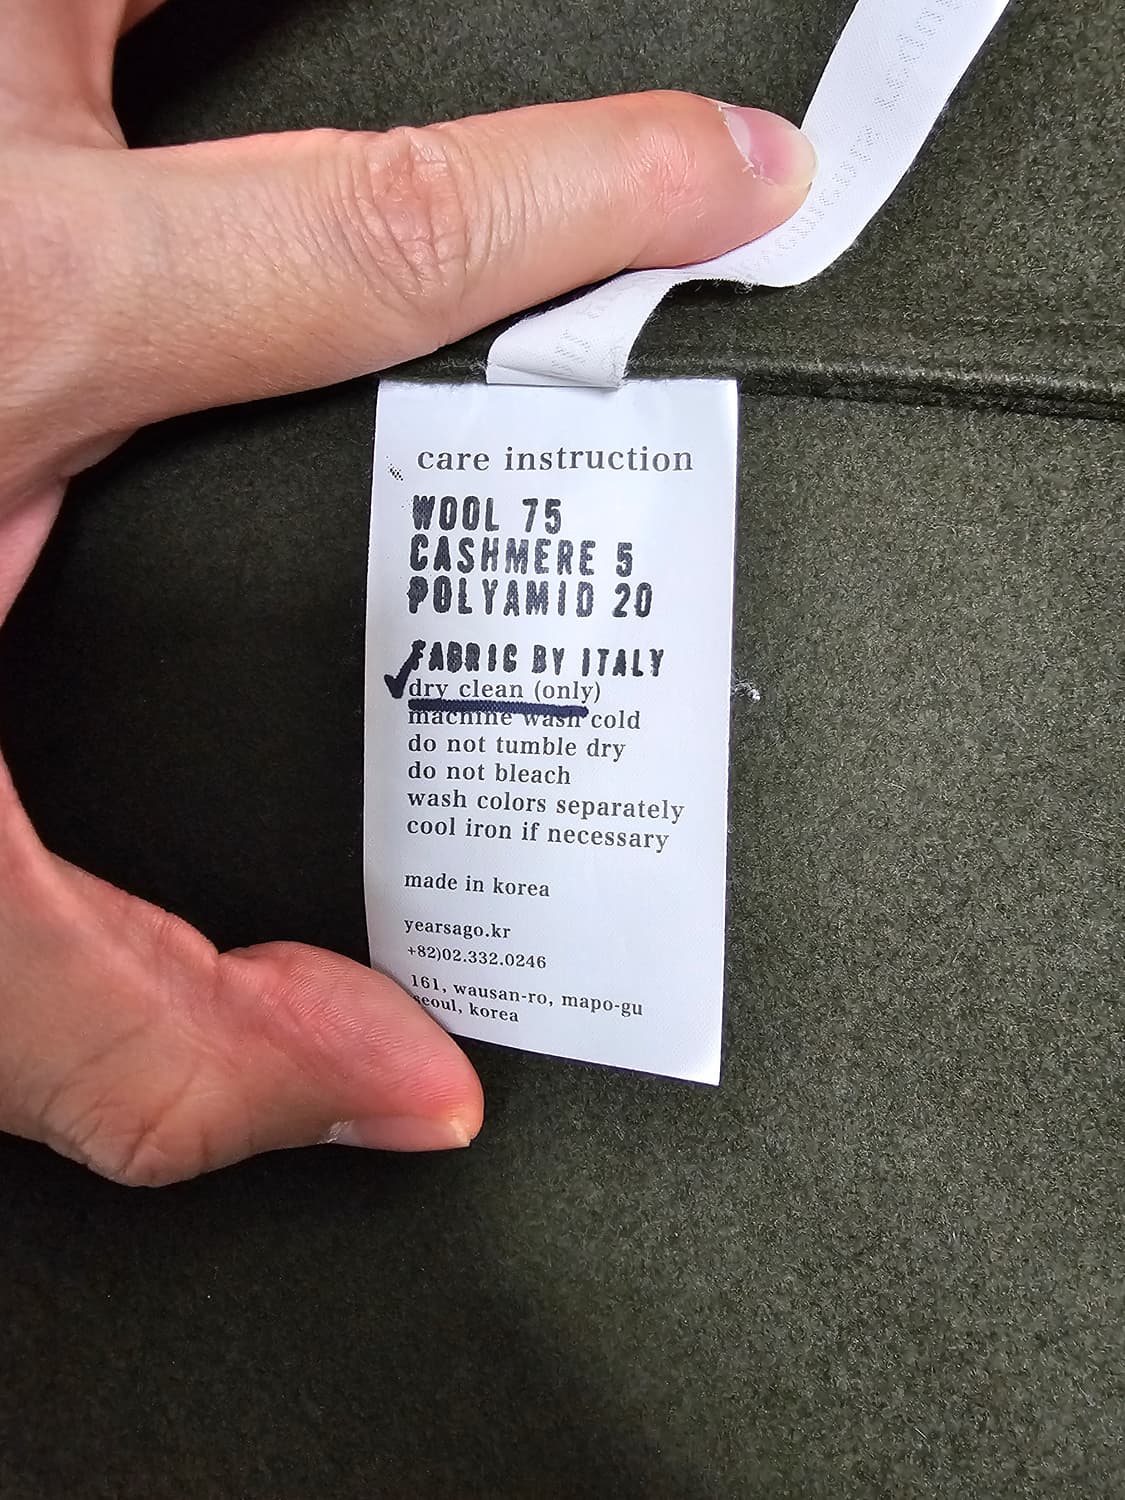 care instruction
WOOL 75
CASHMERE 5
POLYAMID 20
FABRIC BY ITALY
dry clean (only)
machine wash cold
do not tumble dry
do not bleach
wash colors separately
cool iron if necessary
made in korea
yearsago.kr
+82)02.332.0246
161, wausan-ro, mapo-gu
seoul, korea